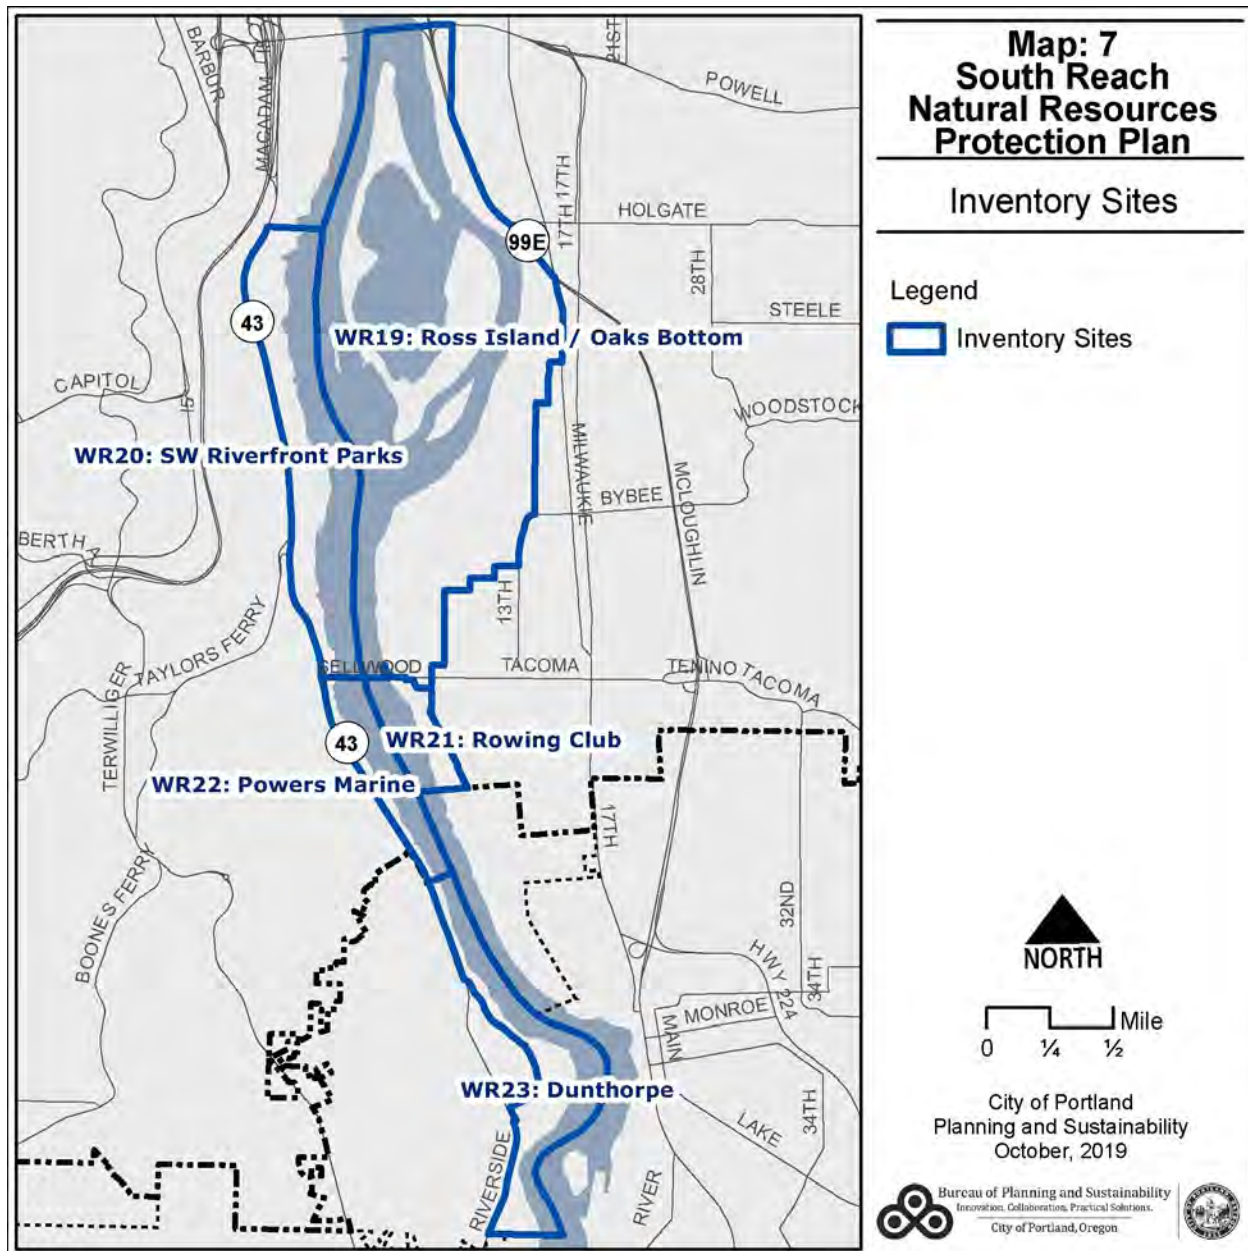 Map: 7
South Reach
Natural Resources
Protection Plan
Inventory Sites
Legend
Inventory Sites
BARBUR
MACADAM
21ST
POWELL
17TH
17TH
HOLGATE
99E
28TH
STEELE
43
WR19: Ross Island / Oaks Bottom
CAPITOL
I5
WOODSTOCK
WR20: SW Riverfront Parks
MILWAUKIE
MCLOUGHLIN
BYBEE
BERTHA
13TH
TAYLORS FERRY
SELLWOOD
TACOMA
TENINO
TACOMA
TERWILLIGER
43
WR21: Rowing Club
WR22: Powers Marine
17TH
BOONES FERRY
32ND
HWY 224
34TH
MONROE
MAIN
WR23: Dunthorpe
34TH
LAKE
RIVERSIDE
RIVER
NORTH
Mile
0 ¼ ½
City of Portland
Planning and Sustainability
October, 2019
Bureau of Planning and Sustainability
Innovation. Collaboration. Practical Solutions.
City of Portland, Oregon